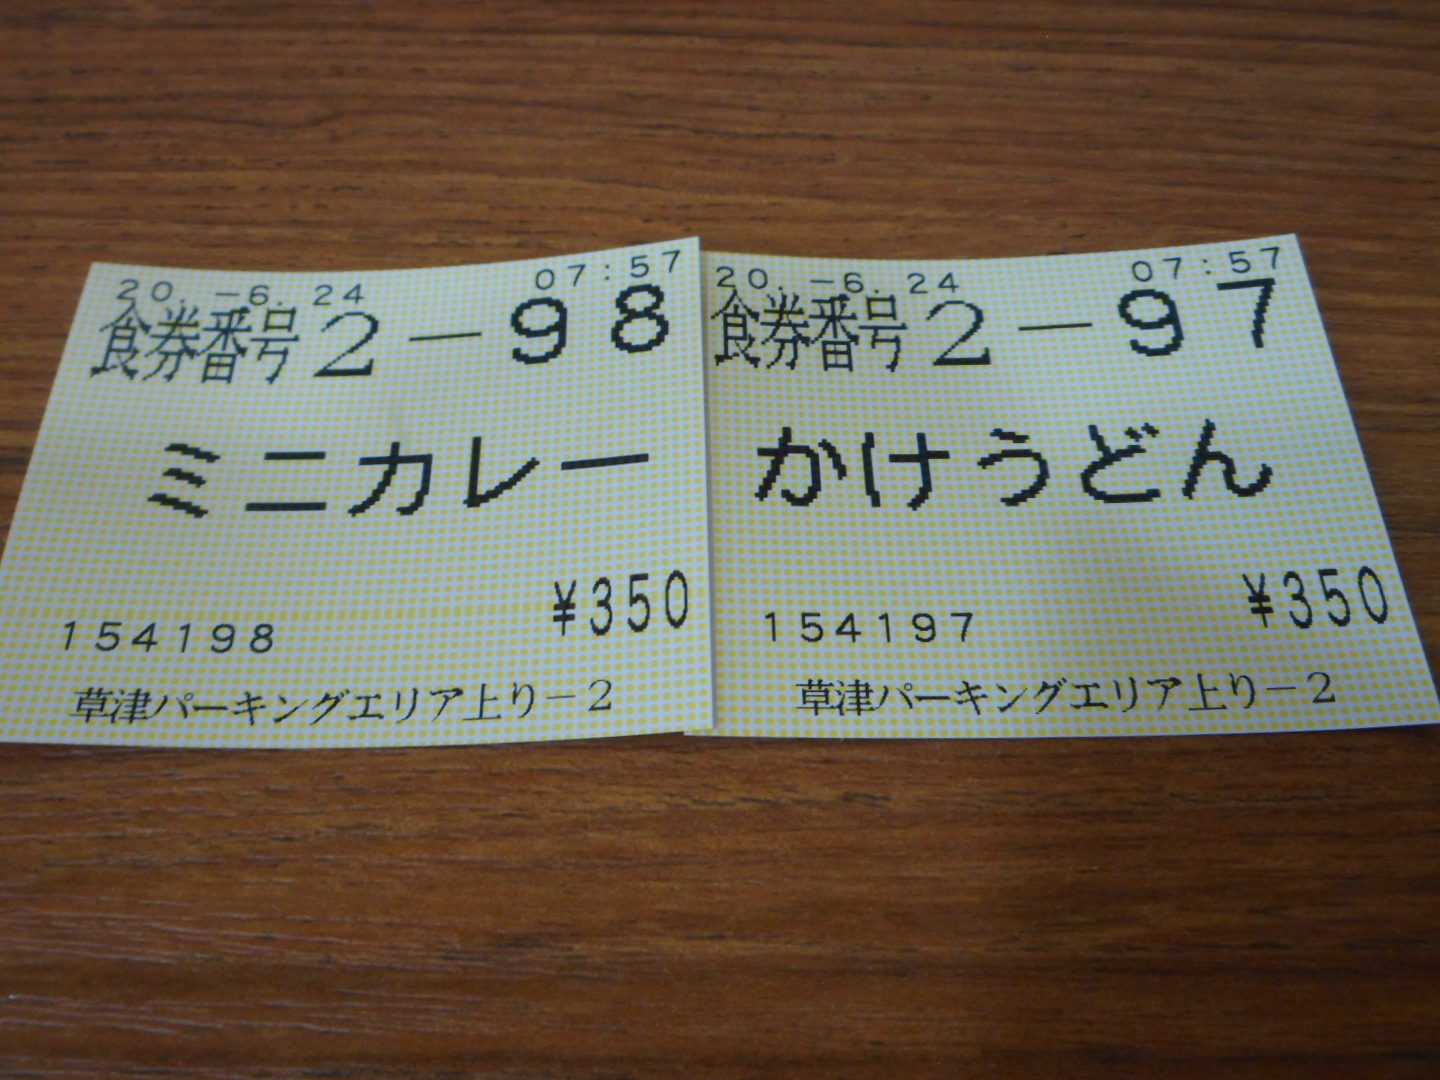 20.-6.24 07:57
食券番号2-98
ミニカレー
¥350
154198
草津パーキングエリア上り-2
20.-6.24 07:57
食券番号2-97
かけうどん
¥350
154197
草津パーキングエリア上り-2